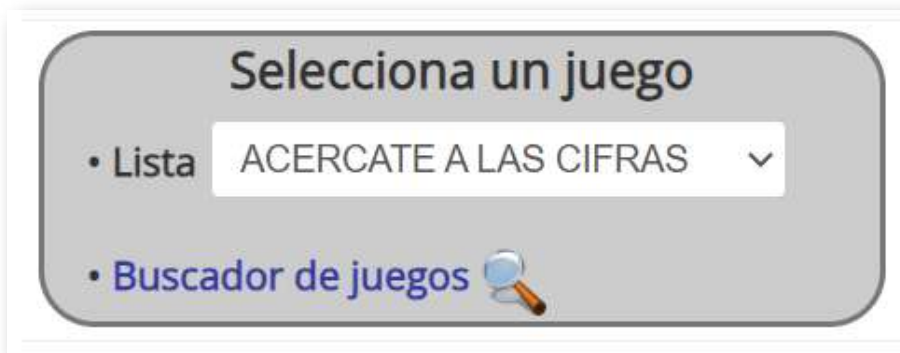 Selecciona un juego
• Lista ACERCATE A LAS CIFRAS
• Buscador de juegos